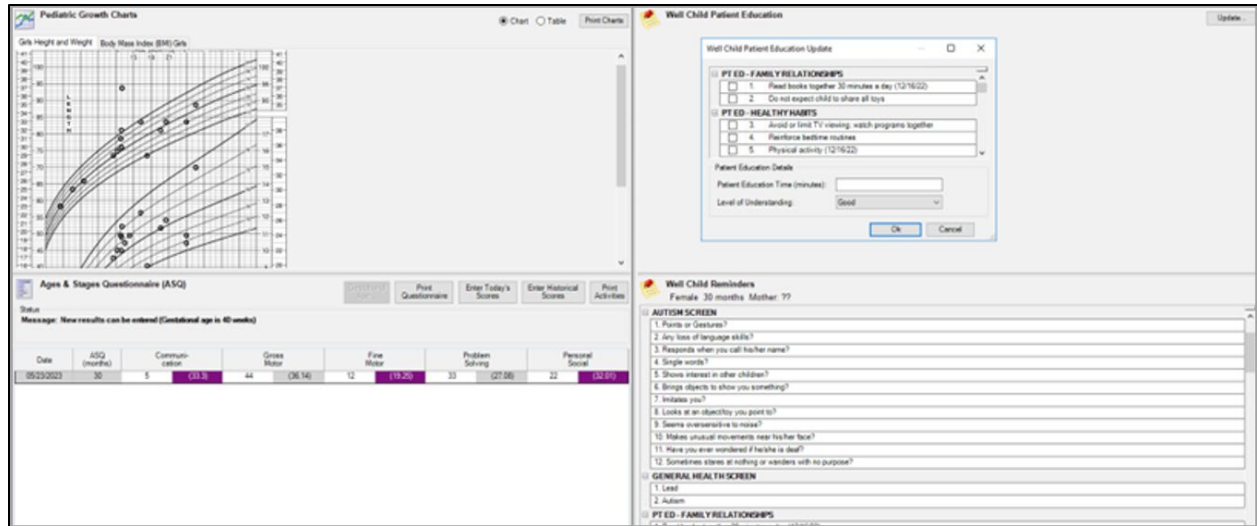 Pediatric Growth Charts
Chart Table Print Charts
Girls Height and Weight Body Mass Index (BMI) Girls
LENGTH
Ages & Stages Questionnaire (ASQ)
Print Questionnaire
Enter Today's Scores
Enter Historical Scores
Print Activities
Status
Message: New results can be entered (Gestational age is 40 weeks)
Date ASQ (months) Communi-cation Gross Motor Fine Motor Problem Solving Personal Social
05/23/2023 30 5 (33.3) 44 (36.14) 12 (19.25) 33 (27.08) 22 (32.01)
Well Child Patient Education
Update...
Well Child Patient Education Update
PT ED - FAMILY RELATIONSHIPS
1. Read books together 30 minutes a day (12/16/22)
2. Do not expect child to share all toys
PT ED - HEALTHY HABITS
3. Avoid or limit TV viewing; watch programs together
4. Reinforce bedtime routines
5. Physical activity (12/16/22)
Patient Education Details
Patient Education Time (minutes):
Level of Understanding: Good
Ok Cancel
Well Child Reminders
Female 30 months Mother: ??
AUTISM SCREEN
1. Points or Gestures?
2. Any loss of language skills?
3. Responds when you call his/her name?
4. Single words?
5. Shows interest in other children?
6. Brings objects to show you something?
7. Imitates you?
8. Looks at an object/toy you point to?
9. Seems oversensitive to noise?
10. Makes unusual movements near his/her face?
11. Have you ever wondered if he/she is deaf?
12. Sometimes stares at nothing or wanders with no purpose?
GENERAL HEALTH SCREEN
1. Lead
2. Autism
PT ED - FAMILY RELATIONSHIPS